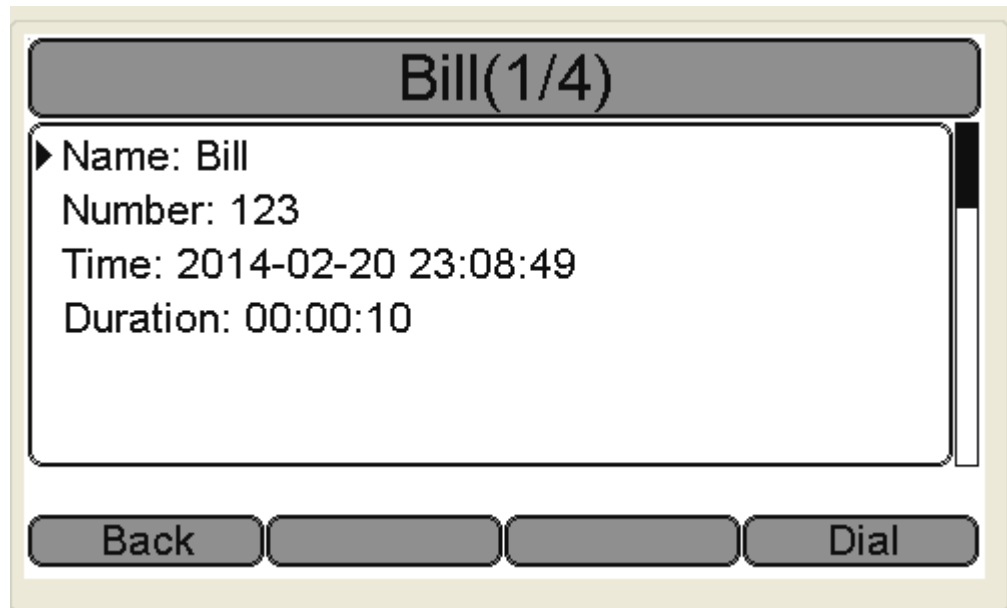 Bill(1/4)
Name: Bill
Number: 123
Time: 2014-02-20 23:08:49
Duration: 00:00:10
Back Dial